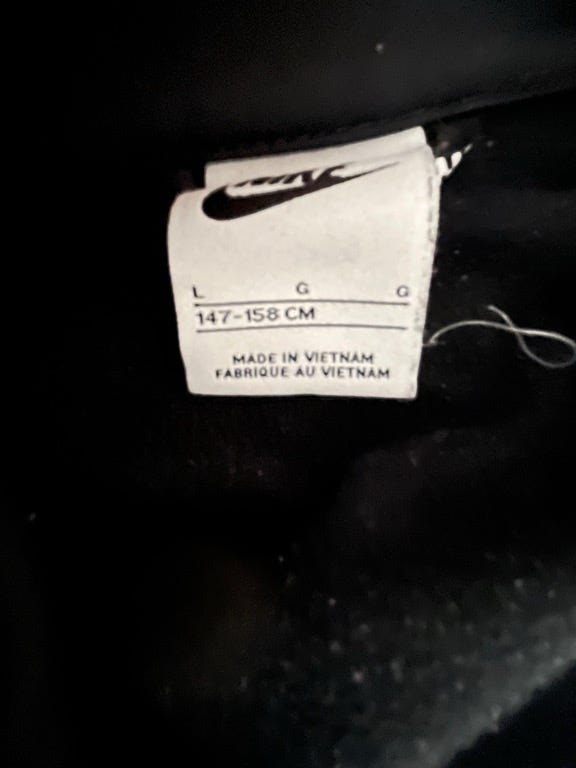 L G G
147-158 CM
MADE IN VIETNAM
FABRIQUE AU VIETNAM